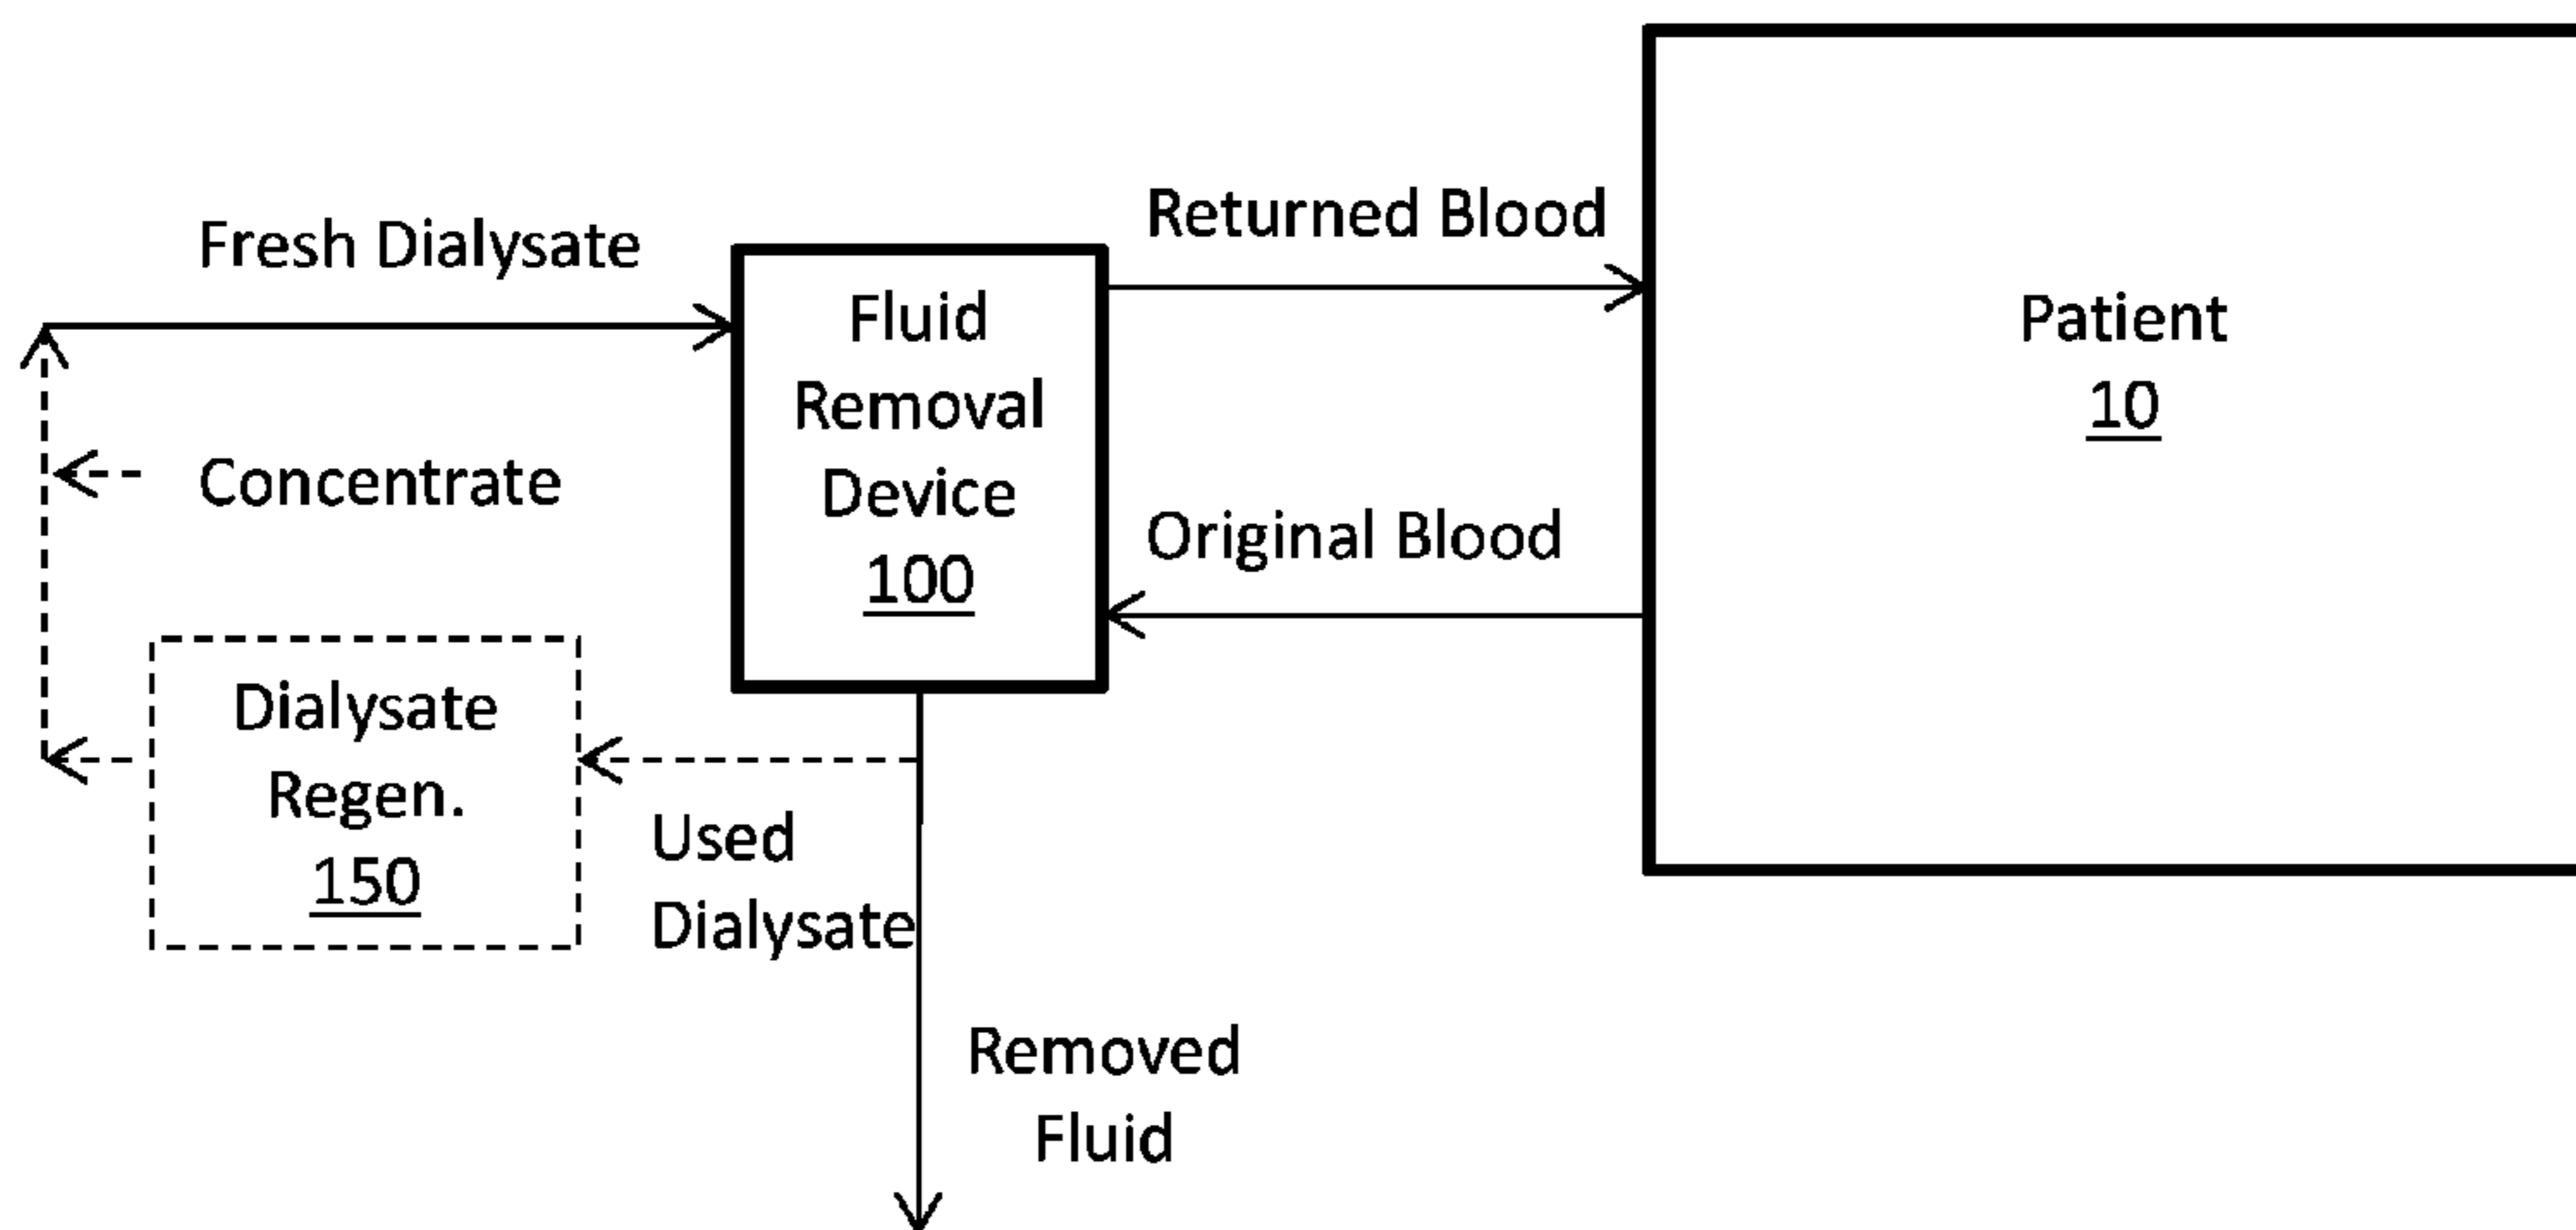 Fresh Dialysate
Fluid
Removal
Device
100
Returned Blood
Patient
10
Concentrate
Original Blood
Dialysate
Regen.
150
Used
Dialysate
Removed
Fluid